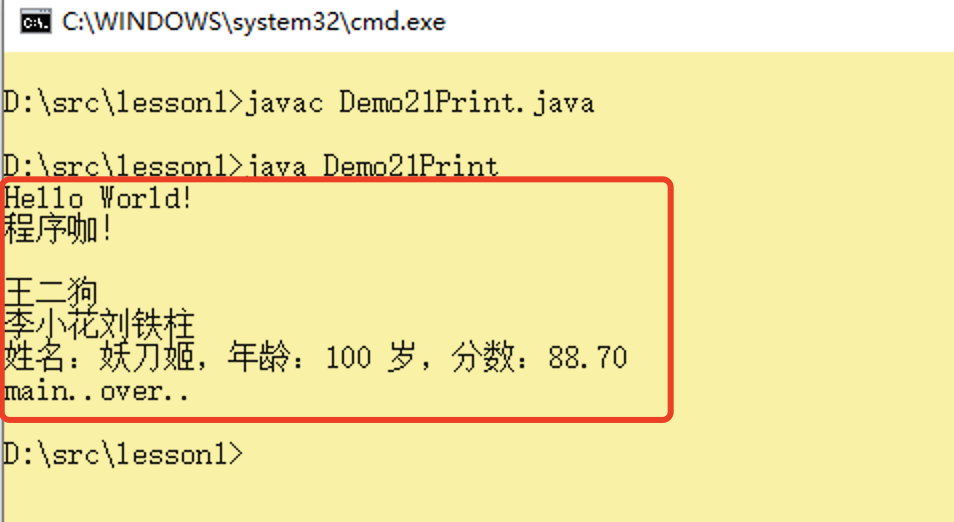 C:\WINDOWS\system32\cmd.exe
D:\src\lesson1>javac Demo21Print.java
D:\src\lesson1>java Demo21Print
Hello World!
程序咖!
王二狗
李小花刘铁柱
姓名：妖刀姬，年龄：100 岁，分数：88.70
main..over..
D:\src\lesson1>